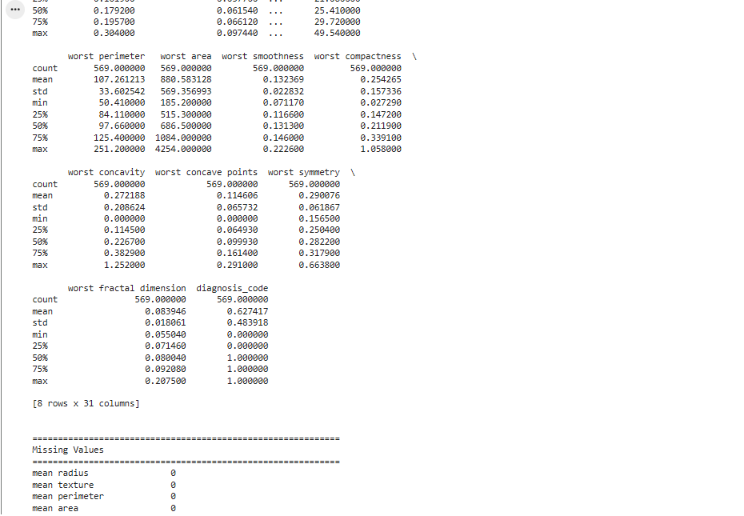 50% 0.179200 0.061540 ... 25.410000
75% 0.195700 0.066120 ... 29.720000
max 0.304000 0.097440 ... 49.540000
worst perimeter worst area worst smoothness worst compactness \
count 569.000000 569.000000 569.000000 569.000000
mean 107.261213 880.583128 0.132369 0.254265
std 33.602542 569.356993 0.022832 0.157336
min 50.410000 185.200000 0.071170 0.027290
25% 84.110000 515.300000 0.116600 0.147200
50% 97.660000 686.500000 0.131300 0.211900
75% 125.400000 1084.000000 0.146000 0.339100
max 251.200000 4254.000000 0.222600 1.058000
worst concavity worst concave points worst symmetry \
count 569.000000 569.000000 569.000000
mean 0.272188 0.114606 0.290076
std 0.208624 0.065732 0.061867
min 0.000000 0.000000 0.156500
25% 0.114500 0.064930 0.250400
50% 0.226700 0.099930 0.282200
75% 0.382900 0.161400 0.317900
max 1.252000 0.291000 0.663800
worst fractal dimension diagnosis_code
count 569.000000 569.000000
mean 0.083946 0.627417
std 0.018061 0.483918
min 0.055040 0.000000
25% 0.071460 0.000000
50% 0.080040 1.000000
75% 0.092080 1.000000
max 0.207500 1.000000
[8 rows x 31 columns]
============================================================
Missing Values
============================================================
mean radius 0
mean texture 0
mean perimeter 0
mean area 0